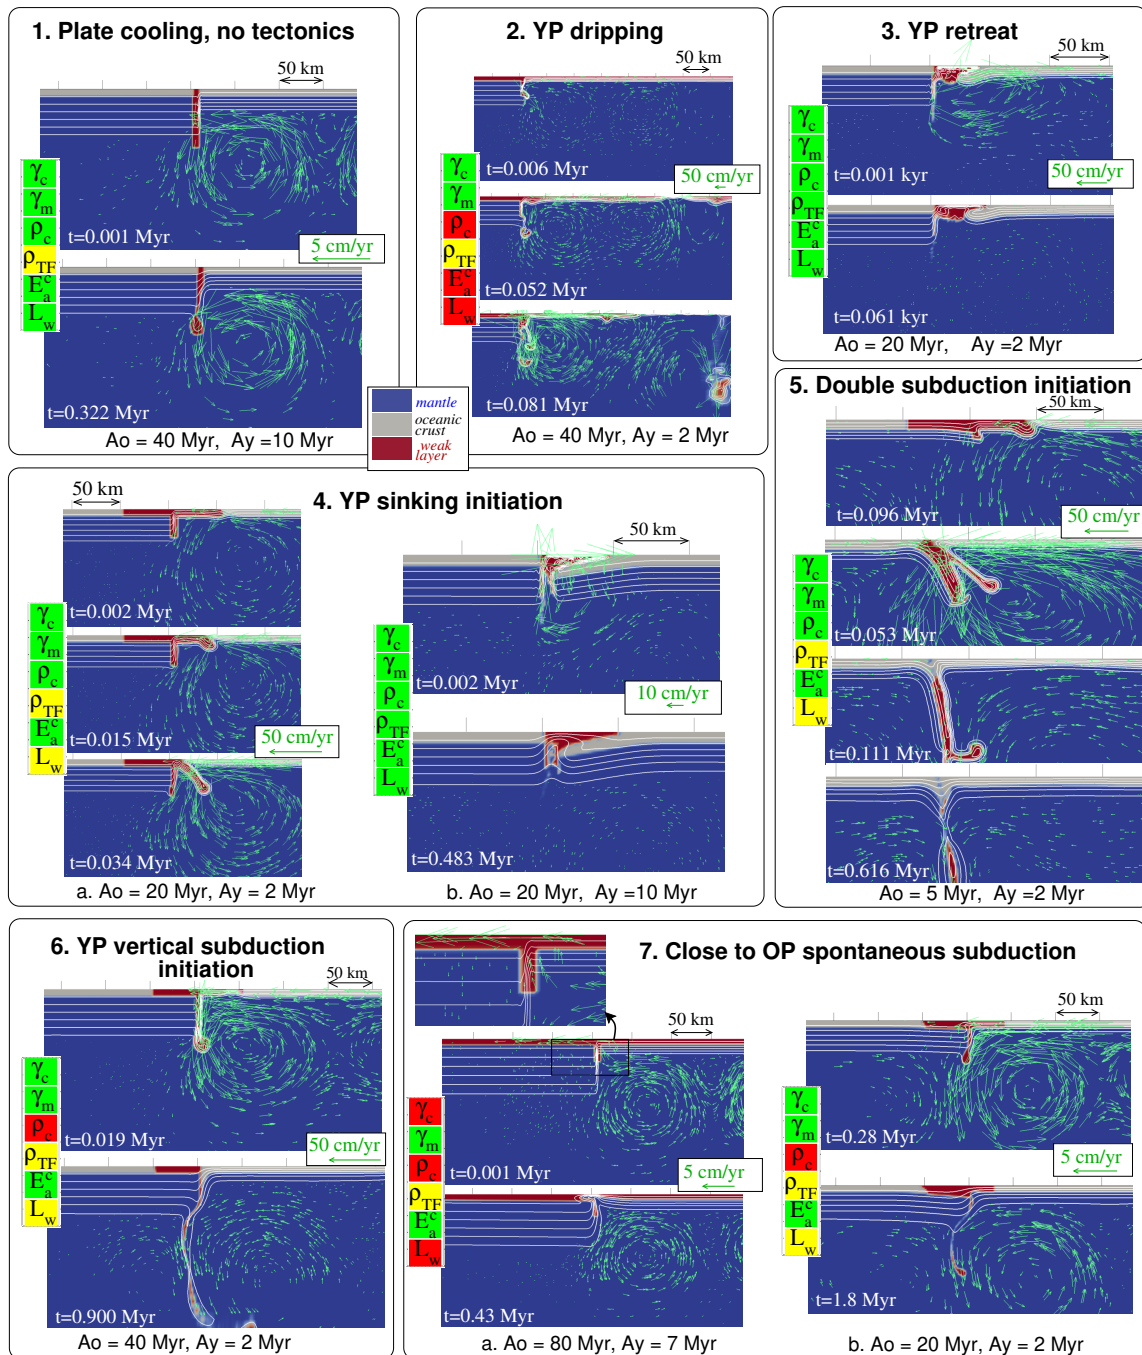 1. Plate cooling, no tectonics
50 km
γc
γm
ρc
ρTF
Eac
Lw
t=0.001 Myr
5 cm/yr
t=0.322 Myr
Ao = 40 Myr, Ay =10 Myr
2. YP dripping
50 km
γc
γm
ρc
ρTF
Eac
Lw
t=0.006 Myr
50 cm/yr
t=0.052 Myr
t=0.081 Myr
Ao = 40 Myr, Ay = 2 Myr
mantle
oceanic
crust
weak
layer
3. YP retreat
50 km
γc
γm
ρc
ρTF
Eac
Lw
t=0.001 kyr
50 cm/yr
t=0.061 kyr
Ao = 20 Myr, Ay =2 Myr
4. YP sinking initiation
50 km
γc
γm
ρc
ρTF
Eac
Lw
t=0.002 Myr
t=0.015 Myr
50 cm/yr
t=0.034 Myr
a. Ao = 20 Myr, Ay = 2 Myr
50 km
γc
γm
ρc
ρTF
Eac
Lw
t=0.002 Myr
10 cm/yr
t=0.483 Myr
b. Ao = 20 Myr, Ay =10 Myr
5. Double subduction initiation
50 km
γc
γm
ρc
ρTF
Eac
Lw
t=0.096 Myr
50 cm/yr
t=0.053 Myr
t=0.111 Myr
t=0.616 Myr
Ao = 5 Myr, Ay =2 Myr
6. YP vertical subduction
initiation
50 km
γc
γm
ρc
ρTF
Eac
Lw
t=0.019 Myr
50 cm/yr
t=0.900 Myr
Ao = 40 Myr, Ay = 2 Myr
7. Close to OP spontaneous subduction
50 km
γc
γm
ρc
ρTF
Eac
Lw
t=0.001 Myr
5 cm/yr
t=0.43 Myr
a. Ao = 80 Myr, Ay = 7 Myr
50 km
γc
γm
ρc
ρTF
Eac
Lw
t=0.28 Myr
5 cm/yr
t=1.8 Myr
b. Ao = 20 Myr, Ay = 2 Myr